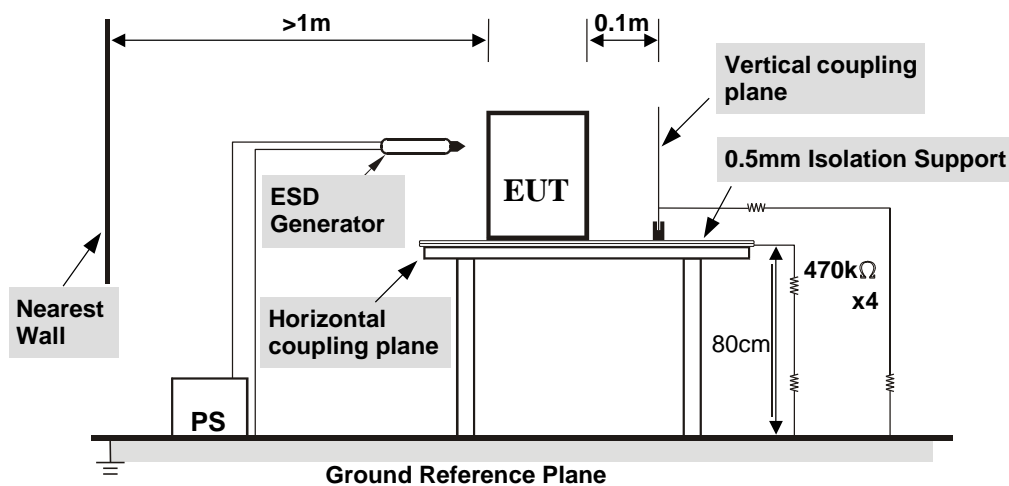 >1m
0.1m
Vertical coupling
plane
0.5mm Isolation Support
ESD
Generator
EUT
Nearest
Wall
Horizontal
coupling plane
470kΩ
x4
80cm
PS
Ground Reference Plane